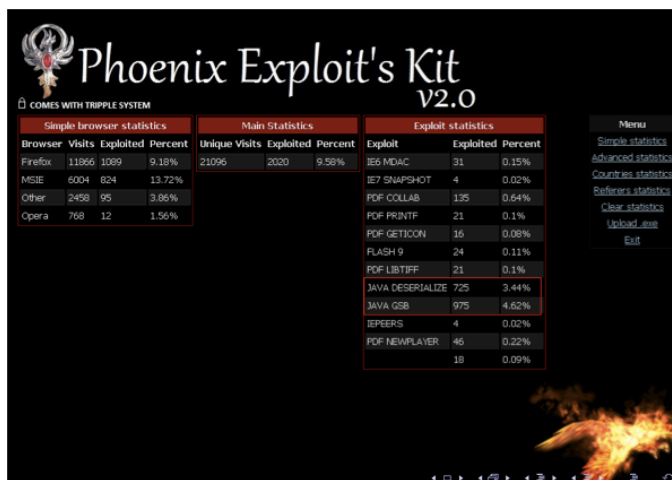 Phoenix Exploit's Kit
v2.0
COMES WITH TRIPPLE SYSTEM
Simple browser statistics
Browser Visits Exploited Percent
Firefox 11866 1089 9.18%
MSIE 6004 824 13.72%
Other 2458 95 3.86%
Opera 768 12 1.56%
Main Statistics
Unique Visits Exploited Percent
21096 2020 9.58%
Exploit statistics
Exploit Exploited Percent
IE6 MDAC 31 0.15%
IE7 SNAPSHOT 4 0.02%
PDF COLLAB 135 0.64%
PDF PRINTF 21 0.1%
PDF GETICON 16 0.08%
FLASH 9 24 0.11%
PDF LIBTIFF 21 0.1%
JAVA DESERIALIZE 725 3.44%
JAVA GSB 975 4.62%
IEPEERS 4 0.02%
PDF NEWPLAYER 46 0.22%
18 0.09%
Menu
Simple statistics
Advanced statistics
Countries statistics
Referers statistics
Clear statistics
Upload .exe
Exit